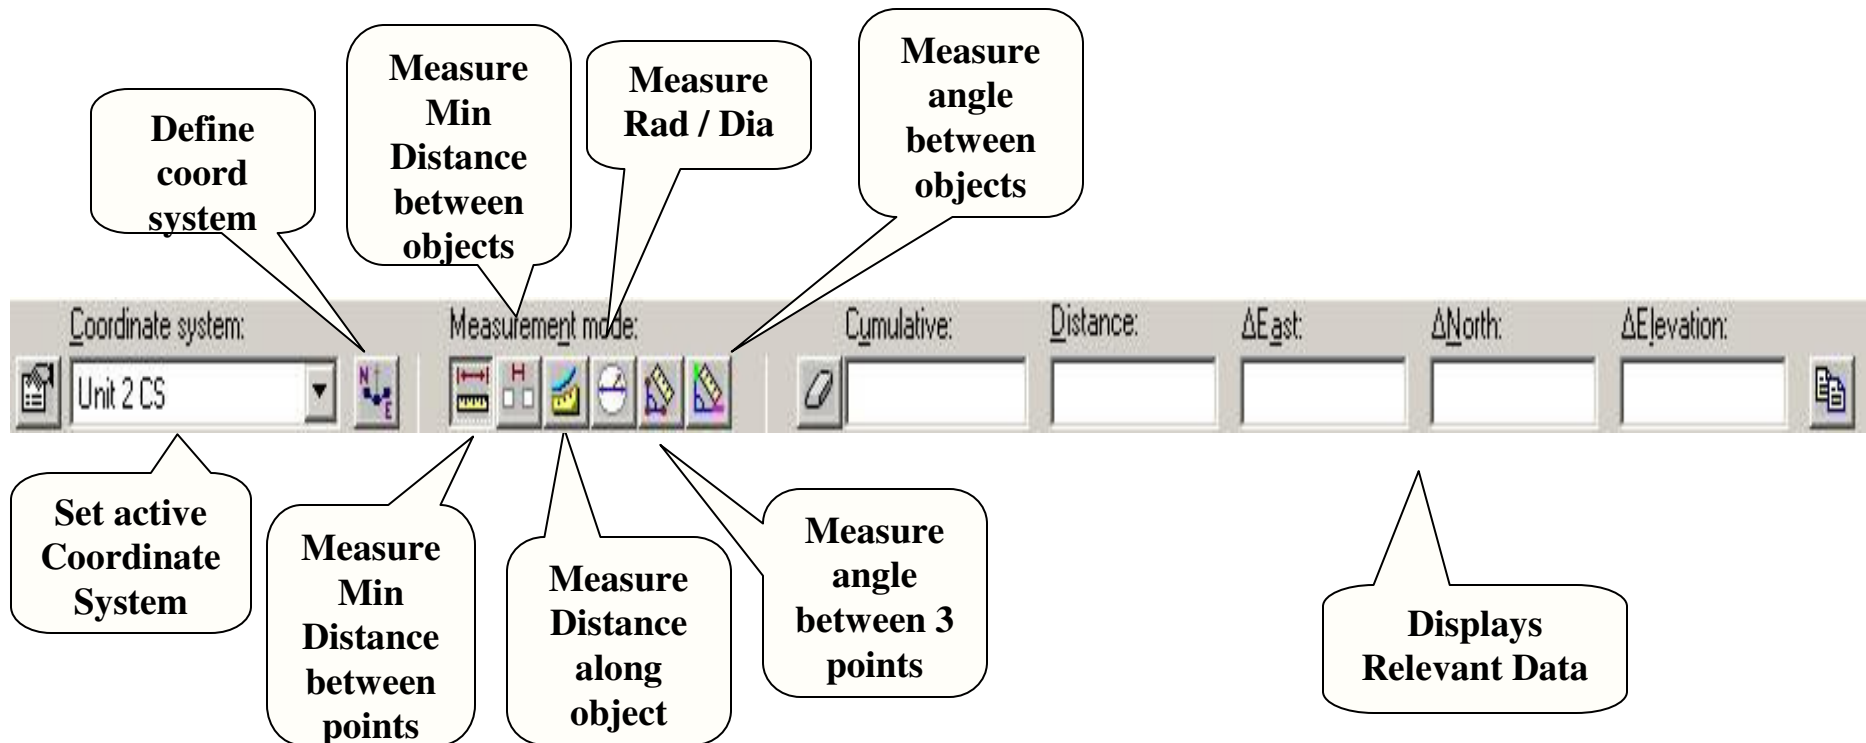 Define
coord
system
Measure
Min
Distance
between
objects
Measure
Rad / Dia
Measure
angle
between
objects
Coordinate system:
Measurement mode:
Cumulative:
Distance:
ΔEast:
ΔNorth:
ΔElevation:
Unit 2 CS
N
E
H
Set active
Coordinate
System
Measure
Min
Distance
between
points
Measure
Distance
along
object
Measure
angle
between 3
points
Displays
Relevant Data